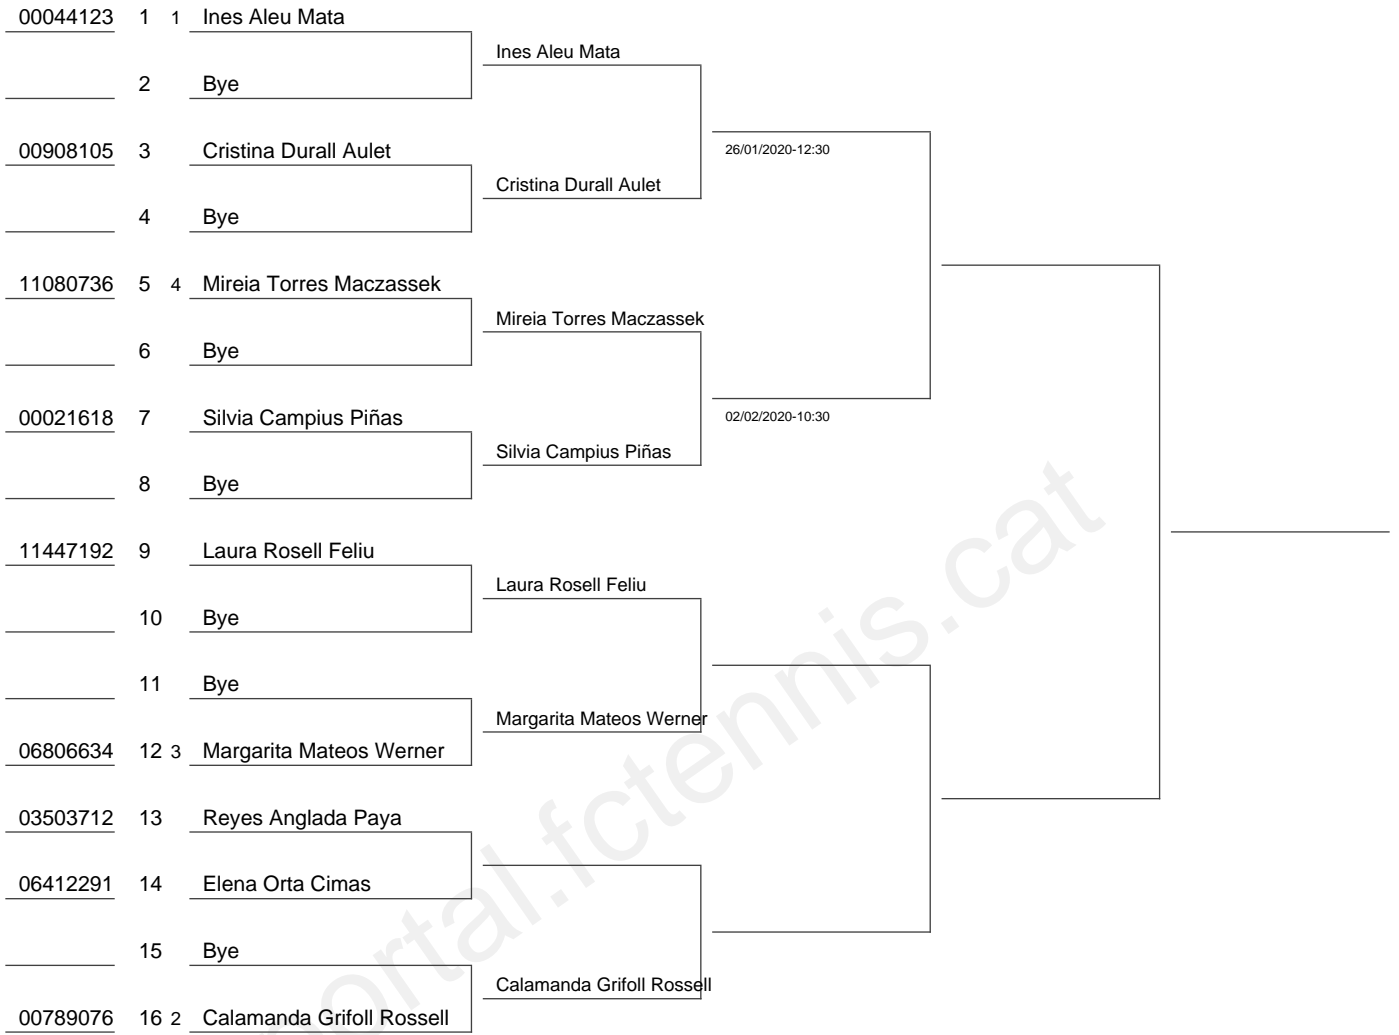 00044123 1 1 Ines Aleu Mata
Ines Aleu Mata
2 Bye
00908105 3 Cristina Durall Aulet
26/01/2020-12:30
Cristina Durall Aulet
4 Bye
11080736 5 4 Mireia Torres Maczassek
Mireia Torres Maczassek
6 Bye
00021618 7 Silvia Campius Piñas
02/02/2020-10:30
Silvia Campius Piñas
8 Bye
11447192 9 Laura Rosell Feliu
Laura Rosell Feliu
10 Bye
11 Bye
Margarita Mateos Werner
06806634 12 3 Margarita Mateos Werner
03503712 13 Reyes Anglada Paya
06412291 14 Elena Orta Cimas
15 Bye
Calamanda Grifoll Rossell
00789076 16 2 Calamanda Grifoll Rossell
portal.fctennis.cat